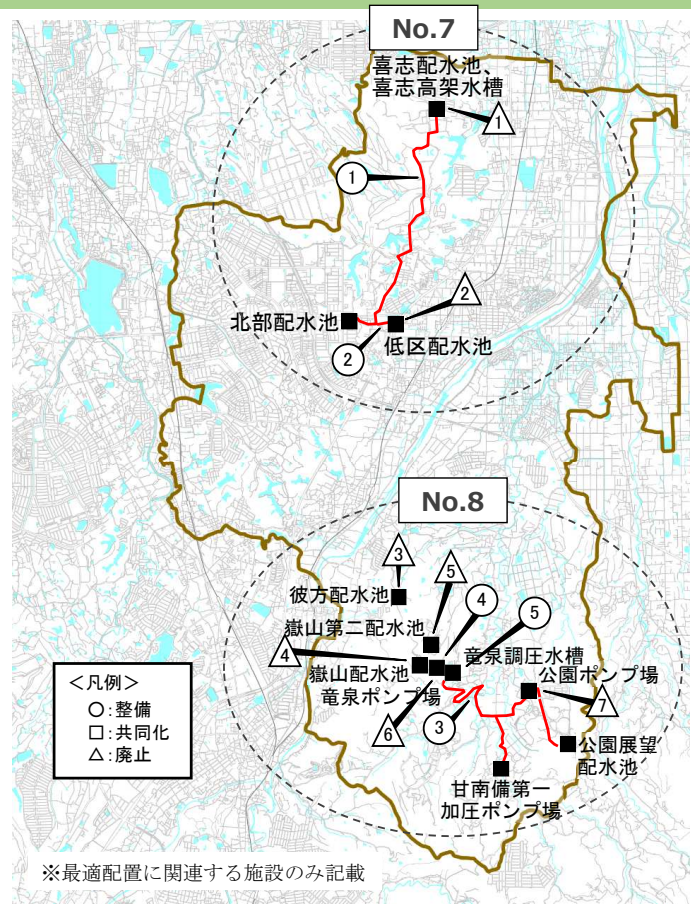 No.7
喜志配水池、
喜志高架水槽
1
1
2
北部配水池
低区配水池
2
No.8
3
5
4
5
彼方配水池
嶽山第二配水池
4
竜泉調圧水槽
嶽山配水池
公園ポンプ場
竜泉ポンプ場
7
6
3
公園展望
配水池
甘南備第一
加圧ポンプ場
＜凡例＞
○:整備
□:共同化
△:廃止
※最適配置に関連する施設のみ記載